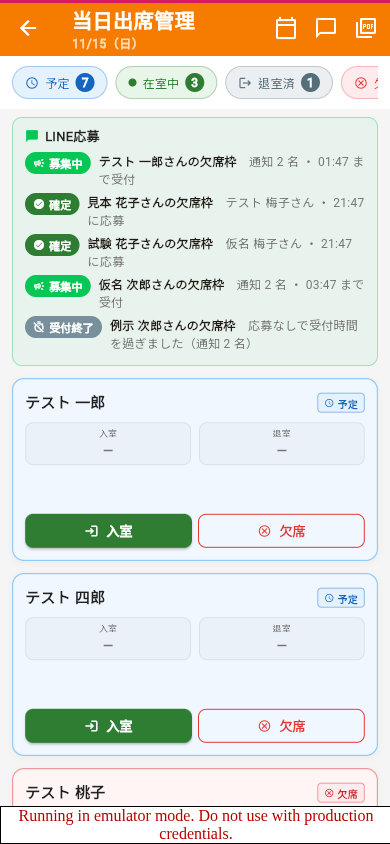 当日出席管理
11/15（日）
予定 7 在室中 3 退室済 1
LINE応募
募集中 テスト 一郎さんの欠席枠 通知 2 名 ・ 01:47 ま
で受付
確定 見本 花子さんの欠席枠 テスト 梅子さん ・ 21:47
に応募
確定 試験 花子さんの欠席枠 仮名 梅子さん ・ 21:47
に応募
募集中 仮名 次郎さんの欠席枠 通知 2 名 ・ 03:47 まで
受付
受付終了 例示 次郎さんの欠席枠 応募なしで受付時間
を過ぎました（通知 2 名）
テスト 一郎 予定
入室 退室
— —
入室 欠席
テスト 四郎 予定
入室 退室
— —
入室 欠席
テスト 桃子 欠席
Running in emulator mode. Do not use with production
credentials.